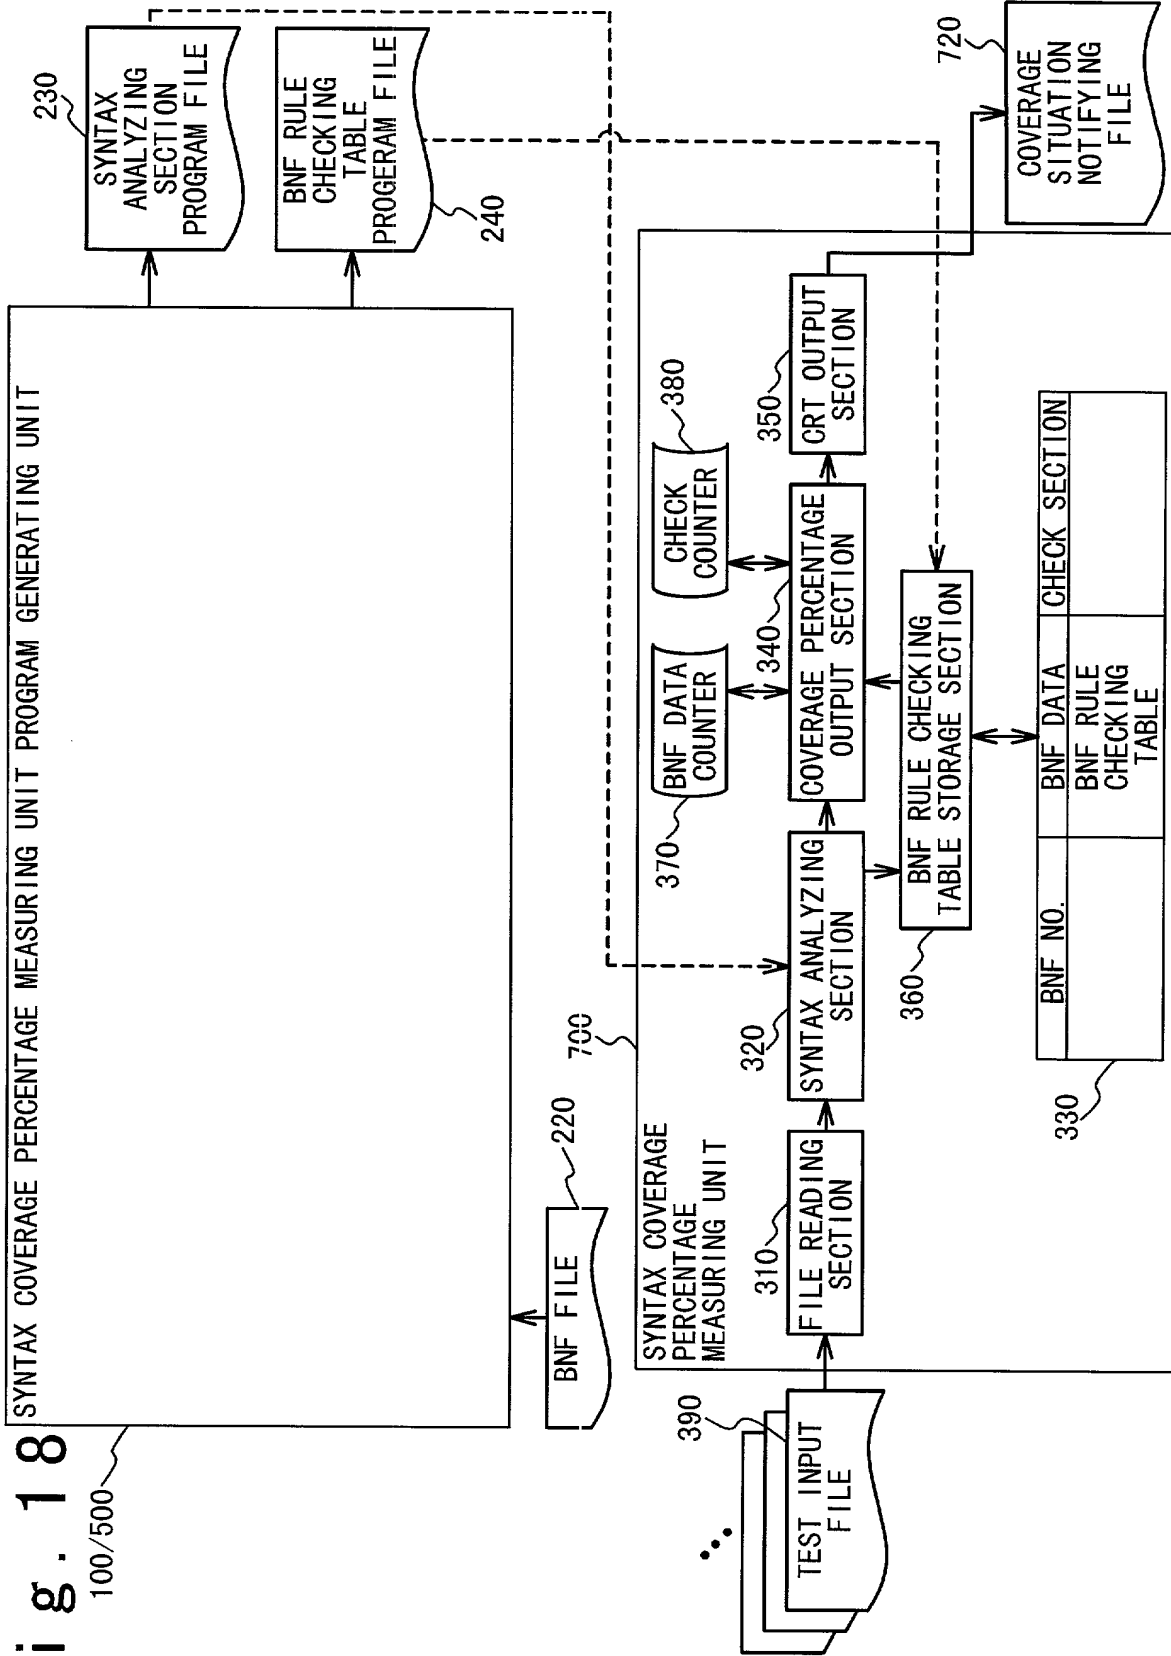 ig. 18
100/500
SYNTAX COVERAGE PERCENTAGE MEASURING UNIT PROGRAM GENERATING UNIT
230
SYNTAX
ANALYZING
SECTION
PROGRAM FILE
BNF RULE
CHECKING
TABLE
PROGERAM FILE
240
BNF FILE
220
700
SYNTAX COVERAGE
PERCENTAGE
MEASURING UNIT
390
TEST INPUT
FILE
310
FILE READING
SECTION
320
SYNTAX ANALYZING
SECTION
370
BNF DATA
COUNTER
380
CHECK
COUNTER
340
COVERAGE PERCENTAGE
OUTPUT SECTION
350
CRT OUTPUT
SECTION
720
COVERAGE
SITUATION
NOTIFYING
FILE
360
BNF RULE CHECKING
TABLE STORAGE SECTION
330
BNF NO.
BNF DATA
CHECK SECTION
BNF RULE
CHECKING
TABLE